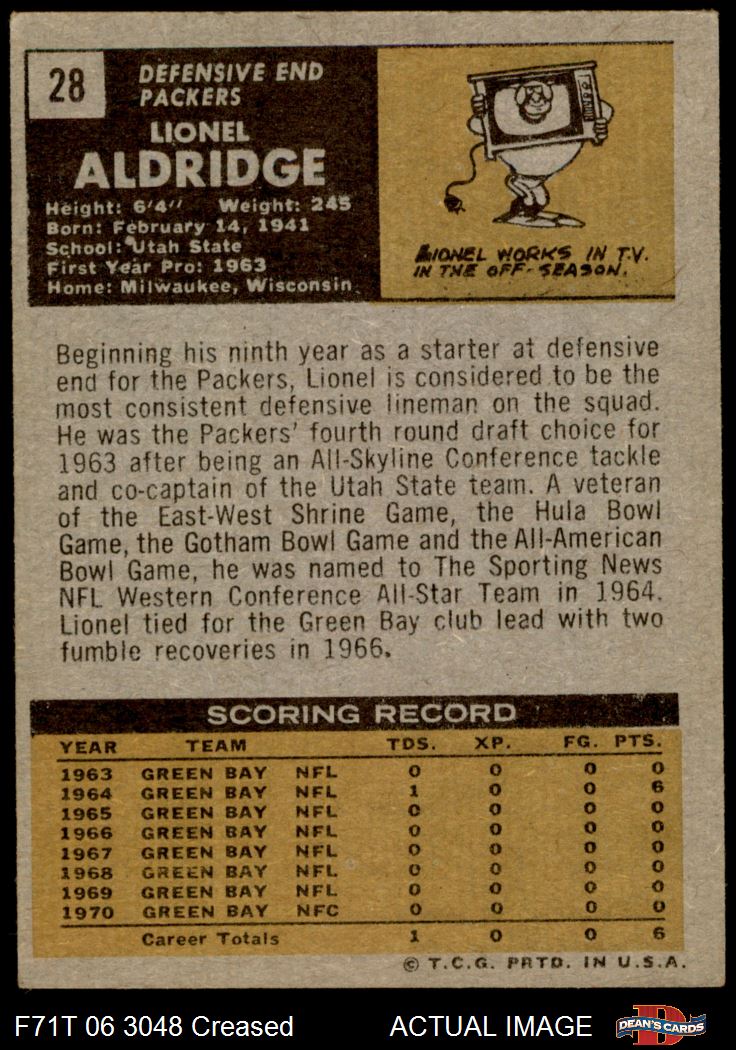 28
DEFENSIVE END
PACKERS
LIONEL
ALDRIDGE
Height: 6'4" Weight: 245
Born: February 14, 1941
School: Utah State
First Year Pro: 1963
Home: Milwaukee, Wisconsin
LIONEL WORKS IN T.V.
IN THE OFF-SEASON.
Beginning his ninth year as a starter at defensive
end for the Packers, Lionel is considered to be the
most consistent defensive lineman on the squad.
He was the Packers' fourth round draft choice for
1963 after being an All-Skyline Conference tackle
and co-captain of the Utah State team. A veteran
of the East-West Shrine Game, the Hula Bowl
Game, the Gotham Bowl Game and the All-American
Bowl Game, he was named to The Sporting News
NFL Western Conference All-Star Team in 1964.
Lionel tied for the Green Bay club lead with two
fumble recoveries in 1966.
SCORING RECORD
YEAR TEAM TDS. XP. FG. PTS.
1963 GREEN BAY NFL 0 0 0 0
1964 GREEN BAY NFL 1 0 0 6
1965 GREEN BAY NFL 0 0 0 0
1966 GREEN BAY NFL 0 0 0 0
1967 GREEN BAY NFL 0 0 0 0
1968 GREEN BAY NFL 0 0 0 0
1969 GREEN BAY NFL 0 0 0 0
1970 GREEN BAY NFC 0 0 0 0
Career Totals 1 0 0 6
© T.C.G. PRTD. IN U.S.A.
F71T 06 3048 Creased ACTUAL IMAGE DEAN'S CARDS